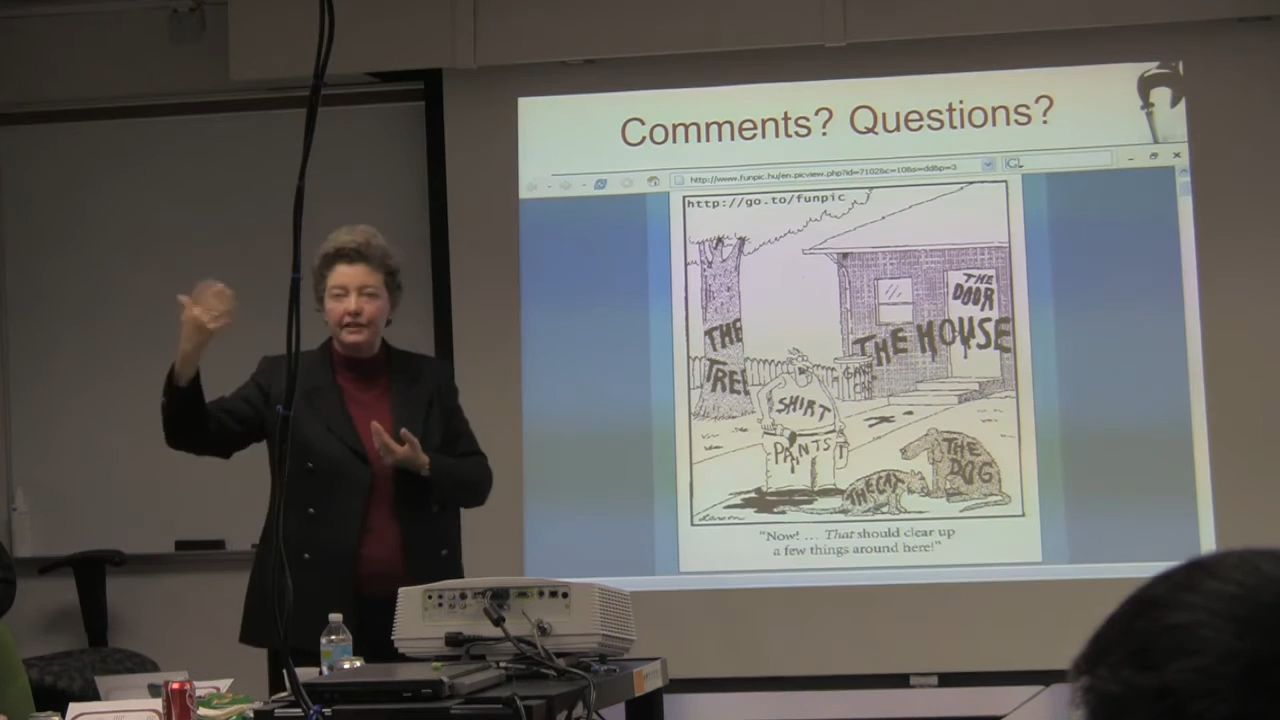 Comments? Questions?
http://www.funpic.hu/en.picview.php?id=7102&c=10&s=dd&p=3
http://go.to/funpic
THE
DOOR
THE HOUSE
THE
TREE
SHIRT
PANTS
THE CAT
THE
DOG
Larson
"Now! ... That should clear up
a few things around here!"